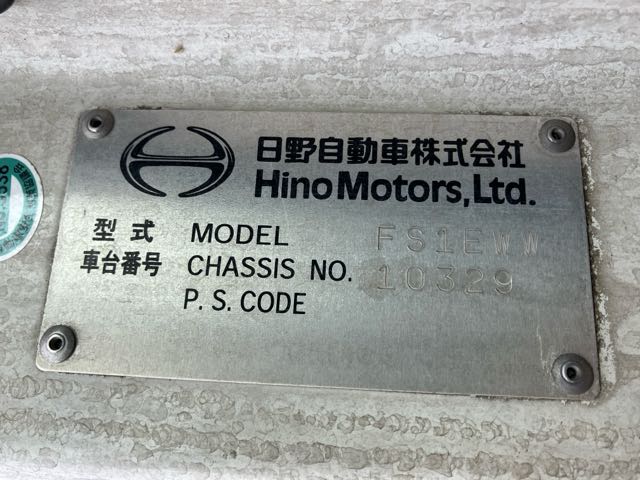 日野自動車株式会社
Hino Motors, Ltd.
型式 MODEL FS1EWW
車台番号 CHASSIS NO. 10329
P. S. CODE